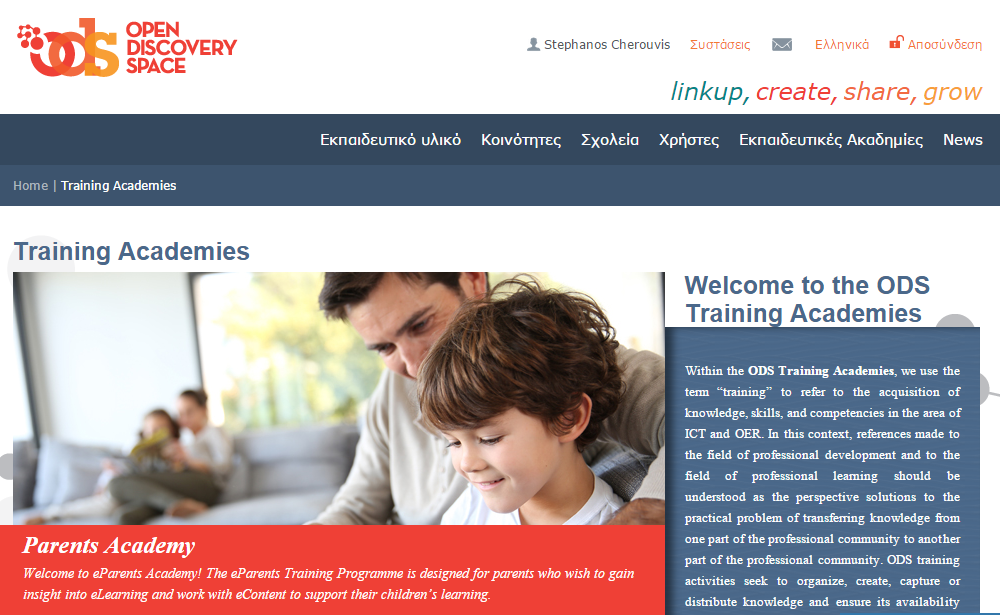 ods
OPEN
DISCOVERY
SPACE
Stephanos Cherouvis Συστάσεις Ελληνικά Αποσύνδεση
linkup, create, share, grow
Εκπαιδευτικό υλικό Κοινότητες Σχολεία Χρήστες Εκπαιδευτικές Ακαδημίες News
Home | Training Academies
Training Academies
Parents Academy
Welcome to eParents Academy! The eParents Training Programme is designed for parents who wish to gain
insight into eLearning and work with eContent to support their children’s learning.
Welcome to the ODS
Training Academies
Within the ODS Training Academies, we use the
term “training” to refer to the acquisition of
knowledge, skills, and competencies in the area of
ICT and OER. In this context, references made to
the field of professional development and to the
field of professional learning should be
understood as the perspective solutions to the
practical problem of transferring knowledge from
one part of the professional community to another
part of the professional community. ODS training
activities seek to organize, create, capture or
distribute knowledge and ensure its availability